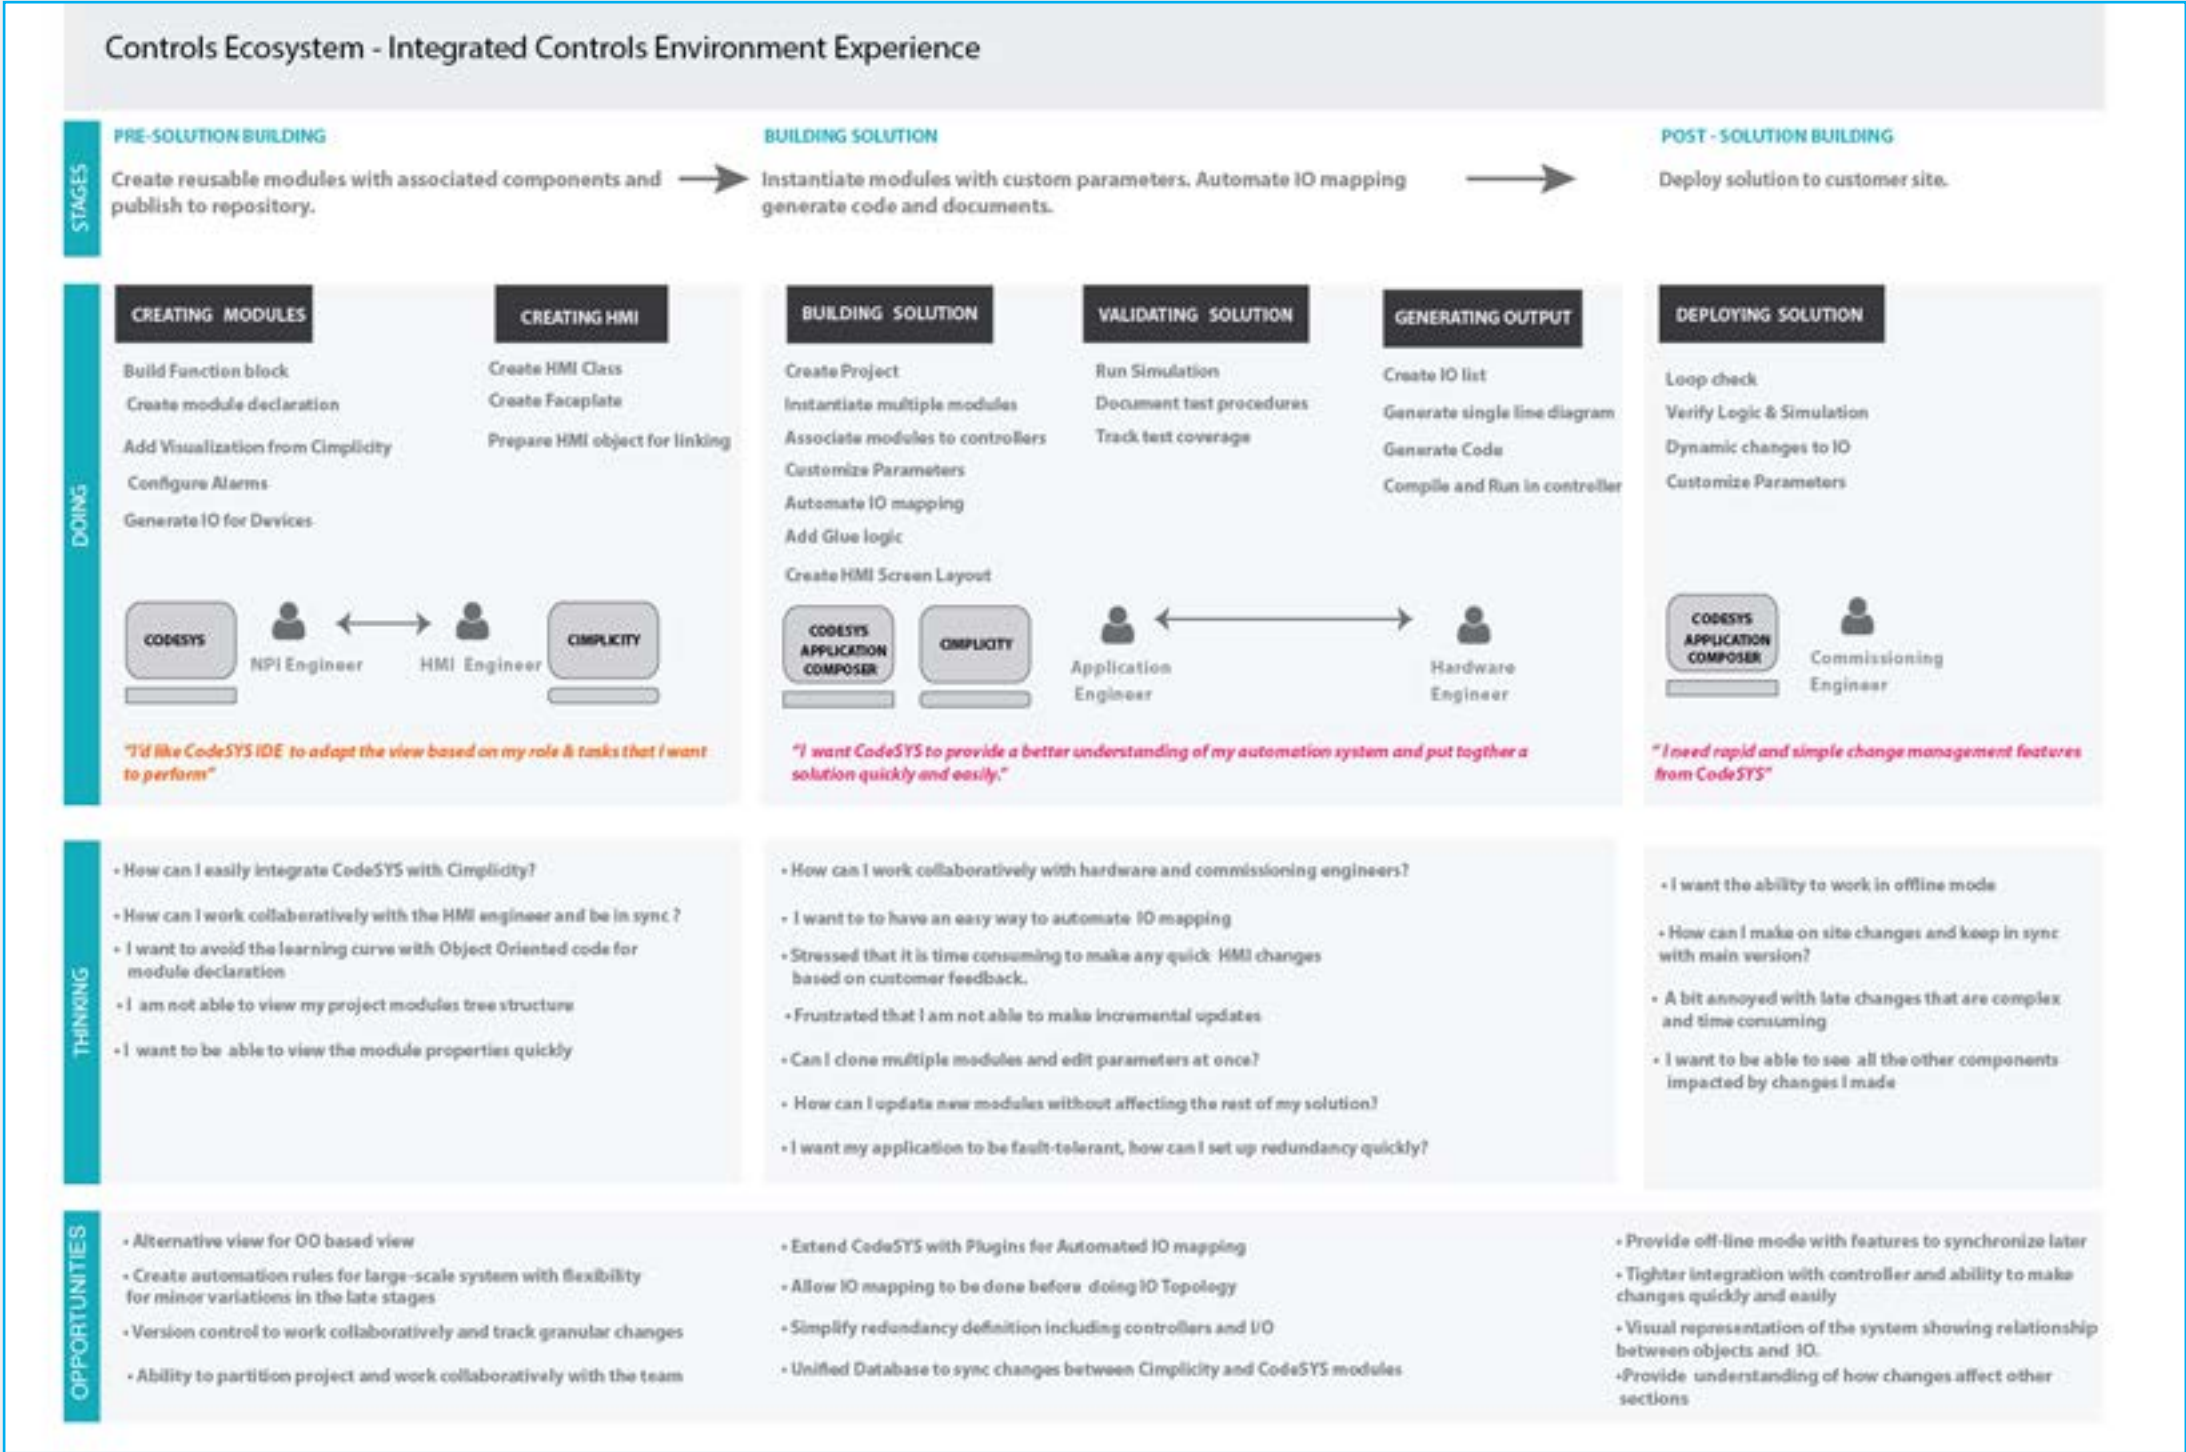 Controls Ecosystem - Integrated Controls Environment Experience
STAGES
PRE-SOLUTION BUILDING
Create reusable modules with associated components and
publish to repository.
BUILDING SOLUTION
Instantiate modules with custom parameters. Automate IO mapping
generate code and documents.
POST - SOLUTION BUILDING
Deploy solution to customer site.
DOING
CREATING MODULES
Build Function block
Create module declaration
Add Visualization from Cimplicity
Configure Alarms
Generate IO for Devices
CREATING HMI
Create HMI Class
Create Faceplate
Prepare HMI object for linking
CODESYS
NPI Engineer
HMI Engineer
CIMPLICITY
"I'd like CodeSYS IDE to adapt the view based on my role & tasks that I want
to perform"
BUILDING SOLUTION
Create Project
Instantiate multiple modules
Associate modules to controllers
Customize Parameters
Automate IO mapping
Add Glue logic
Create HMI Screen Layout
VALIDATING SOLUTION
Run Simulation
Document test procedures
Track test coverage
GENERATING OUTPUT
Create IO list
Generate single line diagram
Generate Code
Compile and Run in controller
CODESYS
APPLICATION
COMPOSER
CIMPLICITY
Application
Engineer
Hardware
Engineer
"I want CodeSYS to provide a better understanding of my automation system and put togther a
solution quickly and easily."
DEPLOYING SOLUTION
Loop check
Verify Logic & Simulation
Dynamic changes to IO
Customize Parameters
CODESYS
APPLICATION
COMPOSER
Commissioning
Engineer
" I need rapid and simple change management features
from CodeSYS"
THINKING
• How can I easily integrate CodeSYS with Cimplicity?
• How can I work collaboratively with the HMI engineer and be in sync ?
• I want to avoid the learning curve with Object Oriented code for
module declaration
• I am not able to view my project modules tree structure
• I want to be able to view the module properties quickly
• How can I work collaboratively with hardware and commissioning engineers?
• I want to to have an easy way to automate IO mapping
• Stressed that it is time consuming to make any quick HMI changes
based on customer feedback.
• Frustrated that I am not able to make incremental updates
• Can I clone multiple modules and edit parameters at once?
• How can I update new modules without affecting the rest of my solution?
• I want my application to be fault-tolerant, how can I set up redundancy quickly?
• I want the ability to work in offline mode
• How can I make on site changes and keep in sync
with main version?
• A bit annoyed with late changes that are complex
and time consuming
• I want to be able to see all the other components
impacted by changes I made
OPPORTUNITIES
• Alternative view for OO based view
• Create automation rules for large-scale system with flexibility
for minor variations in the late stages
• Version control to work collaboratively and track granular changes
• Ability to partition project and work collaboratively with the team
• Extend CodeSYS with Plugins for Automated IO mapping
• Allow IO mapping to be done before doing IO Topology
• Simplify redundancy definition including controllers and I/O
• Unified Database to sync changes between Cimplicity and CodeSYS modules
• Provide off-line mode with features to synchronize later
• Tighter integration with controller and ability to make
changes quickly and easily
• Visual representation of the system showing relationship
between objects and IO.
•Provide understanding of how changes affect other
sections